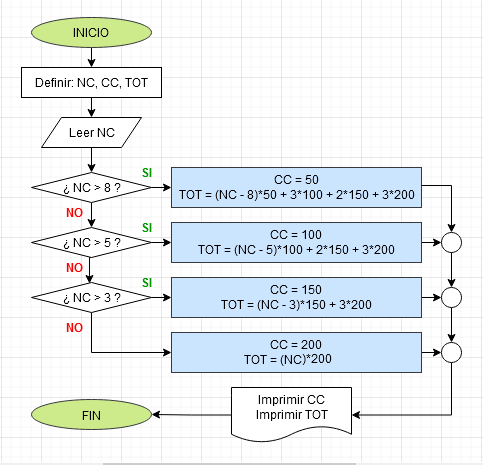 INICIO
Definir: NC, CC, TOT
Leer NC
¿ NC > 8 ?
SI
CC = 50
TOT = (NC - 8)*50 + 3*100 + 2*150 + 3*200
NO
¿ NC > 5 ?
SI
CC = 100
TOT = (NC - 5)*100 + 2*150 + 3*200
NO
¿ NC > 3 ?
SI
CC = 150
TOT = (NC - 3)*150 + 3*200
NO
CC = 200
TOT = (NC)*200
Imprimir CC
Imprimir TOT
FIN